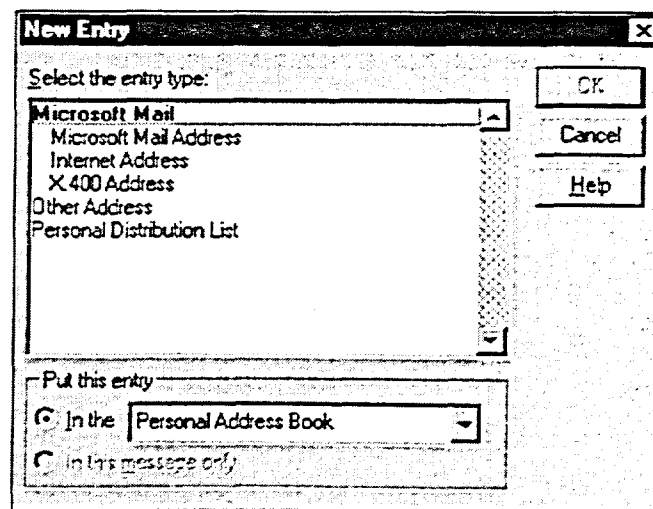 New Entry
Select the entry type:
OK
Microsoft Mail
Microsoft Mail Address
Internet Address
X.400 Address
Other Address
Personal Distribution List
Cancel
Help
Put this entry
In the Personal Address Book
In this message only